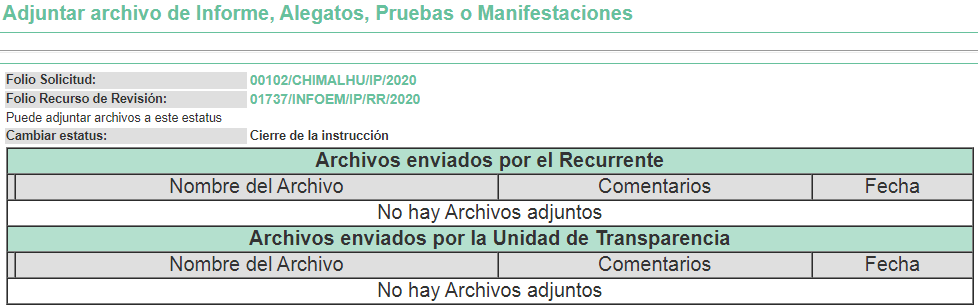 Adjuntar archivo de Informe, Alegatos, Pruebas o Manifestaciones
Folio Solicitud: 00102/CHIMALHU/IP/2020
Folio Recurso de Revisión: 01737/INFOEM/IP/RR/2020
Puede adjuntar archivos a este estatus
Cambiar estatus: Cierre de la instrucción
Archivos enviados por el Recurrente
Nombre del Archivo Comentarios Fecha
No hay Archivos adjuntos
Archivos enviados por la Unidad de Transparencia
Nombre del Archivo Comentarios Fecha
No hay Archivos adjuntos